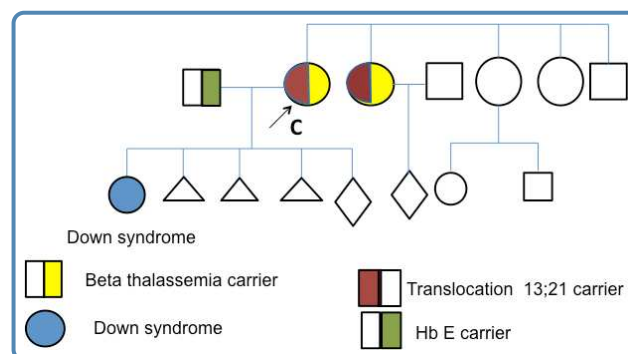 C
Down syndrome
Beta thalassemia carrier
Translocation 13;21 carrier
Down syndrome
Hb E carrier